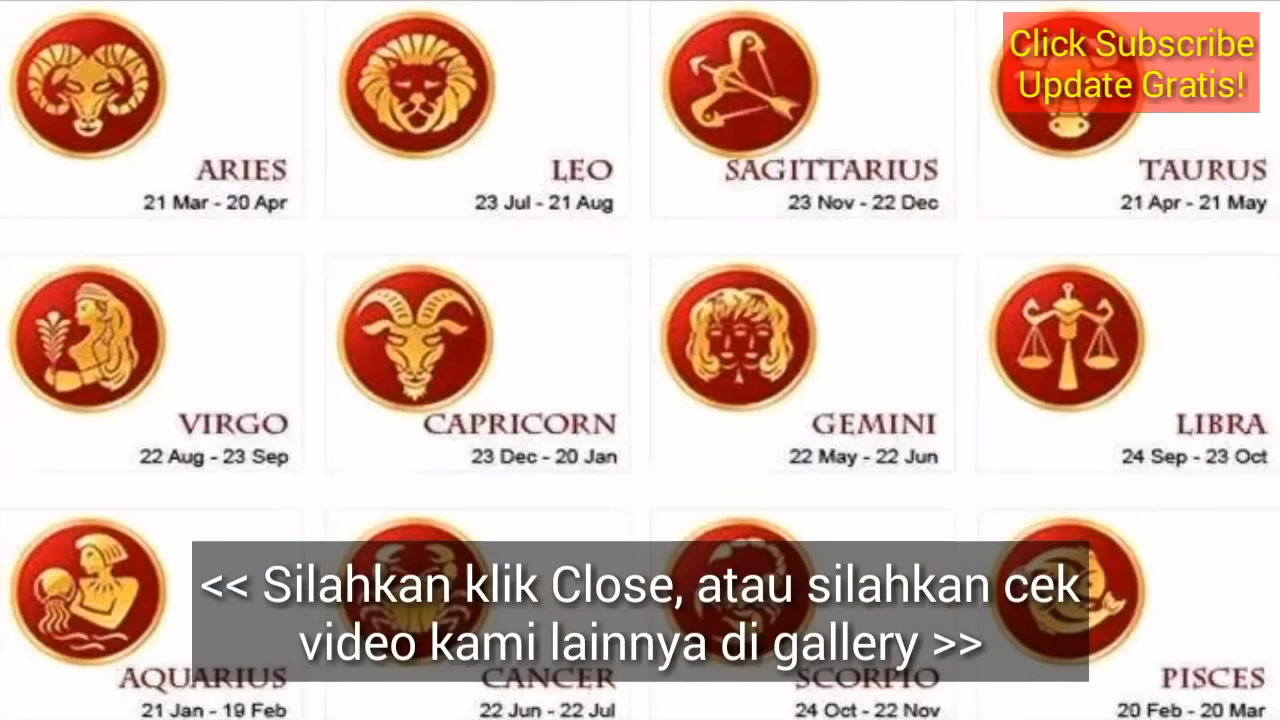 Click Subscribe
Update Gratis!
ARIES
21 Mar - 20 Apr
LEO
23 Jul - 21 Aug
SAGITTARIUS
23 Nov - 22 Dec
TAURUS
21 Apr - 21 May
VIRGO
22 Aug - 23 Sep
CAPRICORN
23 Dec - 20 Jan
GEMINI
22 May - 22 Jun
LIBRA
24 Sep - 23 Oct
<< Silahkan klik Close, atau silahkan cek
video kami lainnya di gallery >>
AQUARIUS
21 Jan - 19 Feb
CANCER
22 Jun - 22 Jul
SCORPIO
24 Oct - 22 Nov
PISCES
20 Feb - 20 Mar